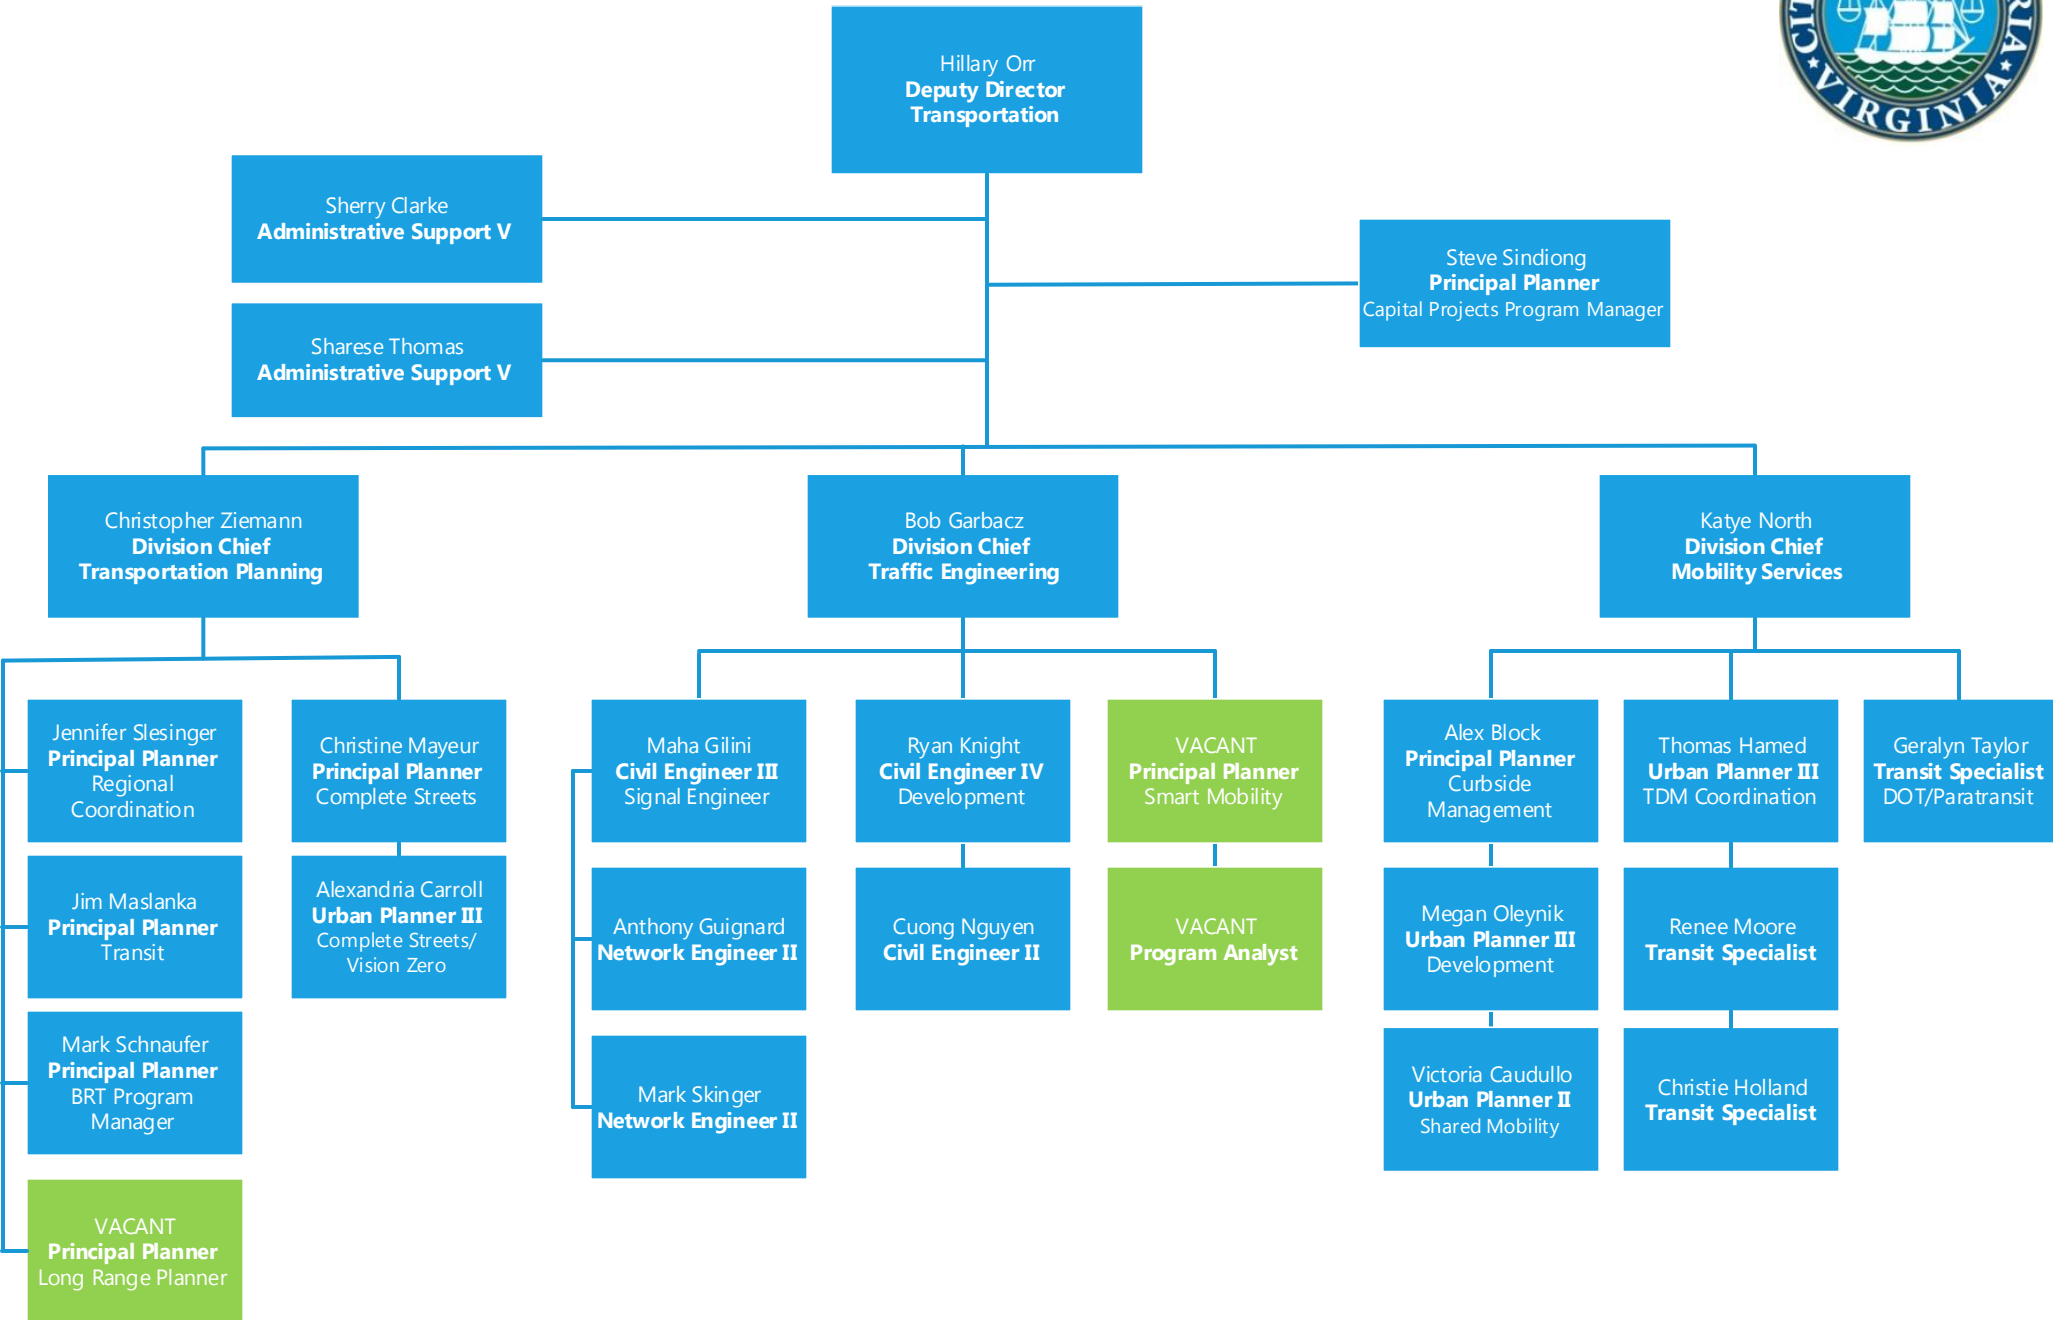 Hillary Orr
Deputy Director
Transportation
VIRGINIA
Sherry Clarke
Administrative Support V
Steve Sindiong
Principal Planner
Capital Projects Program Manager
Sharese Thomas
Administrative Support V
Christopher Ziemann
Division Chief
Transportation Planning
Bob Garbacz
Division Chief
Traffic Engineering
Katye North
Division Chief
Mobility Services
Jennifer Slesinger
Principal Planner
Regional
Coordination
Christine Mayeur
Principal Planner
Complete Streets
Maha Gilini
Civil Engineer III
Signal Engineer
Ryan Knight
Civil Engineer IV
Development
VACANT
Principal Planner
Smart Mobility
Alex Block
Principal Planner
Curbside
Management
Thomas Hamed
Urban Planner III
TDM Coordination
Geralyn Taylor
Transit Specialist
DOT/Paratransit
Jim Maslanka
Principal Planner
Transit
Alexandria Carroll
Urban Planner III
Complete Streets/
Vision Zero
Anthony Guignard
Network Engineer II
Cuong Nguyen
Civil Engineer II
VACANT
Program Analyst
Megan Oleynik
Urban Planner III
Development
Renee Moore
Transit Specialist
Mark Schnaufer
Principal Planner
BRT Program
Manager
Mark Skinger
Network Engineer II
Victoria Caudullo
Urban Planner II
Shared Mobility
Christie Holland
Transit Specialist
VACANT
Principal Planner
Long Range Planner